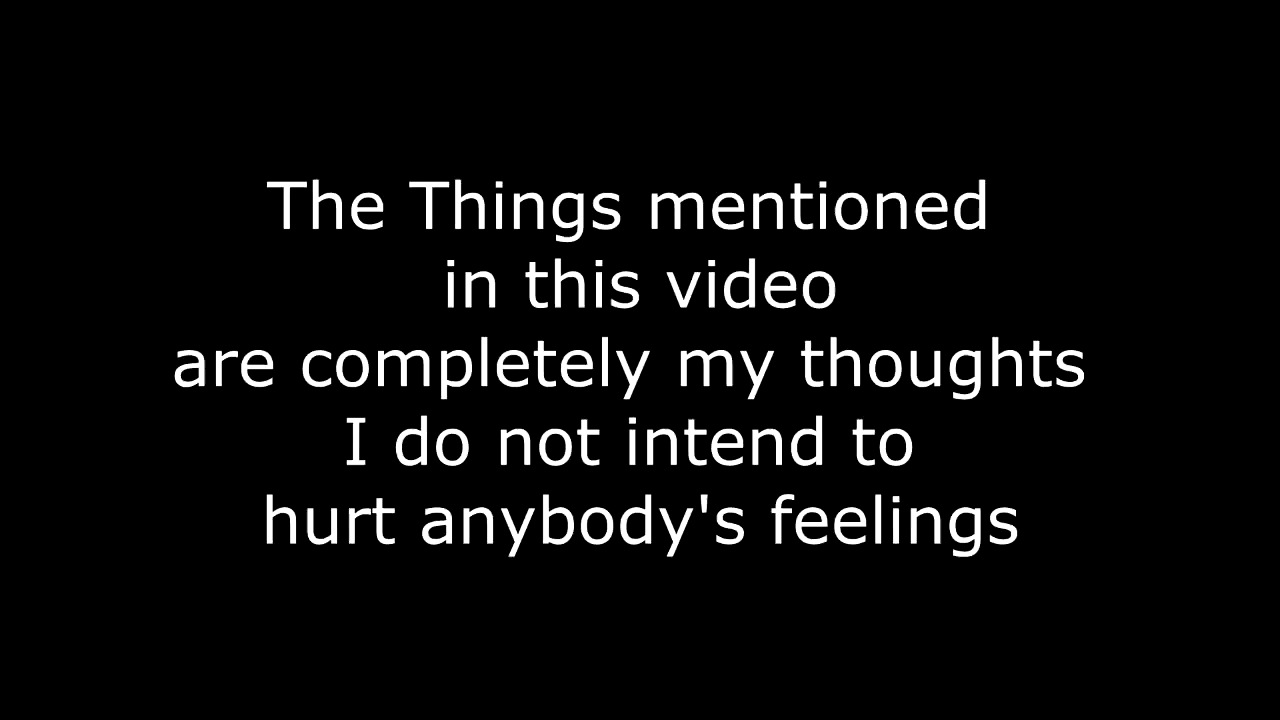 The Things mentioned
in this video
are completely my thoughts
I do not intend to
hurt anybody's feelings